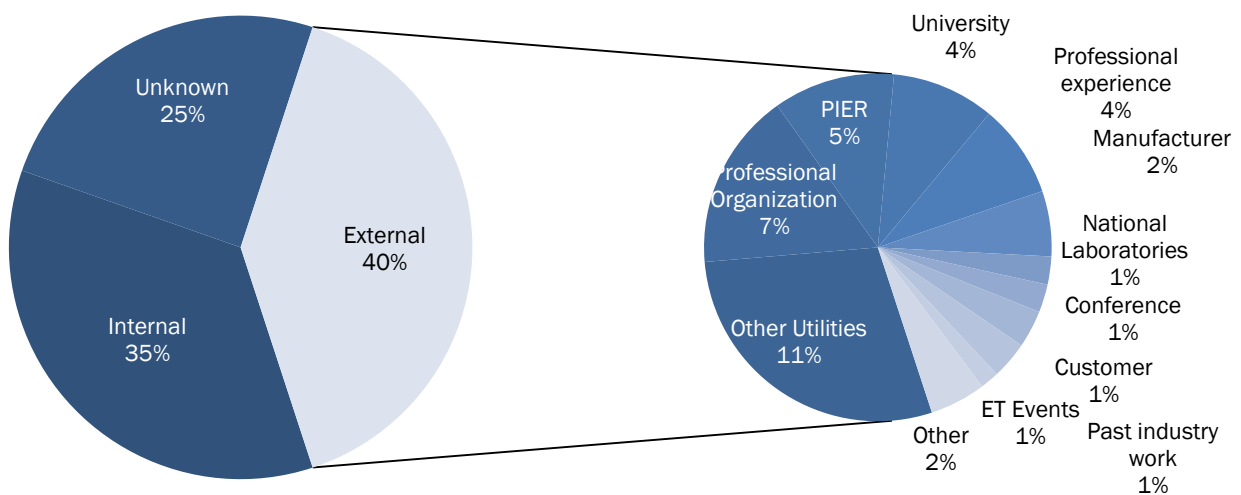 Unknown
25%
External
40%
Internal
35%
University
4%
Professional
experience
4%
Manufacturer
2%
National
Laboratories
1%
Conference
1%
Customer
1%
Past industry
work
1%
ET Events
1%
Other
2%
Other Utilities
11%
Professional
Organization
7%
PIER
5%